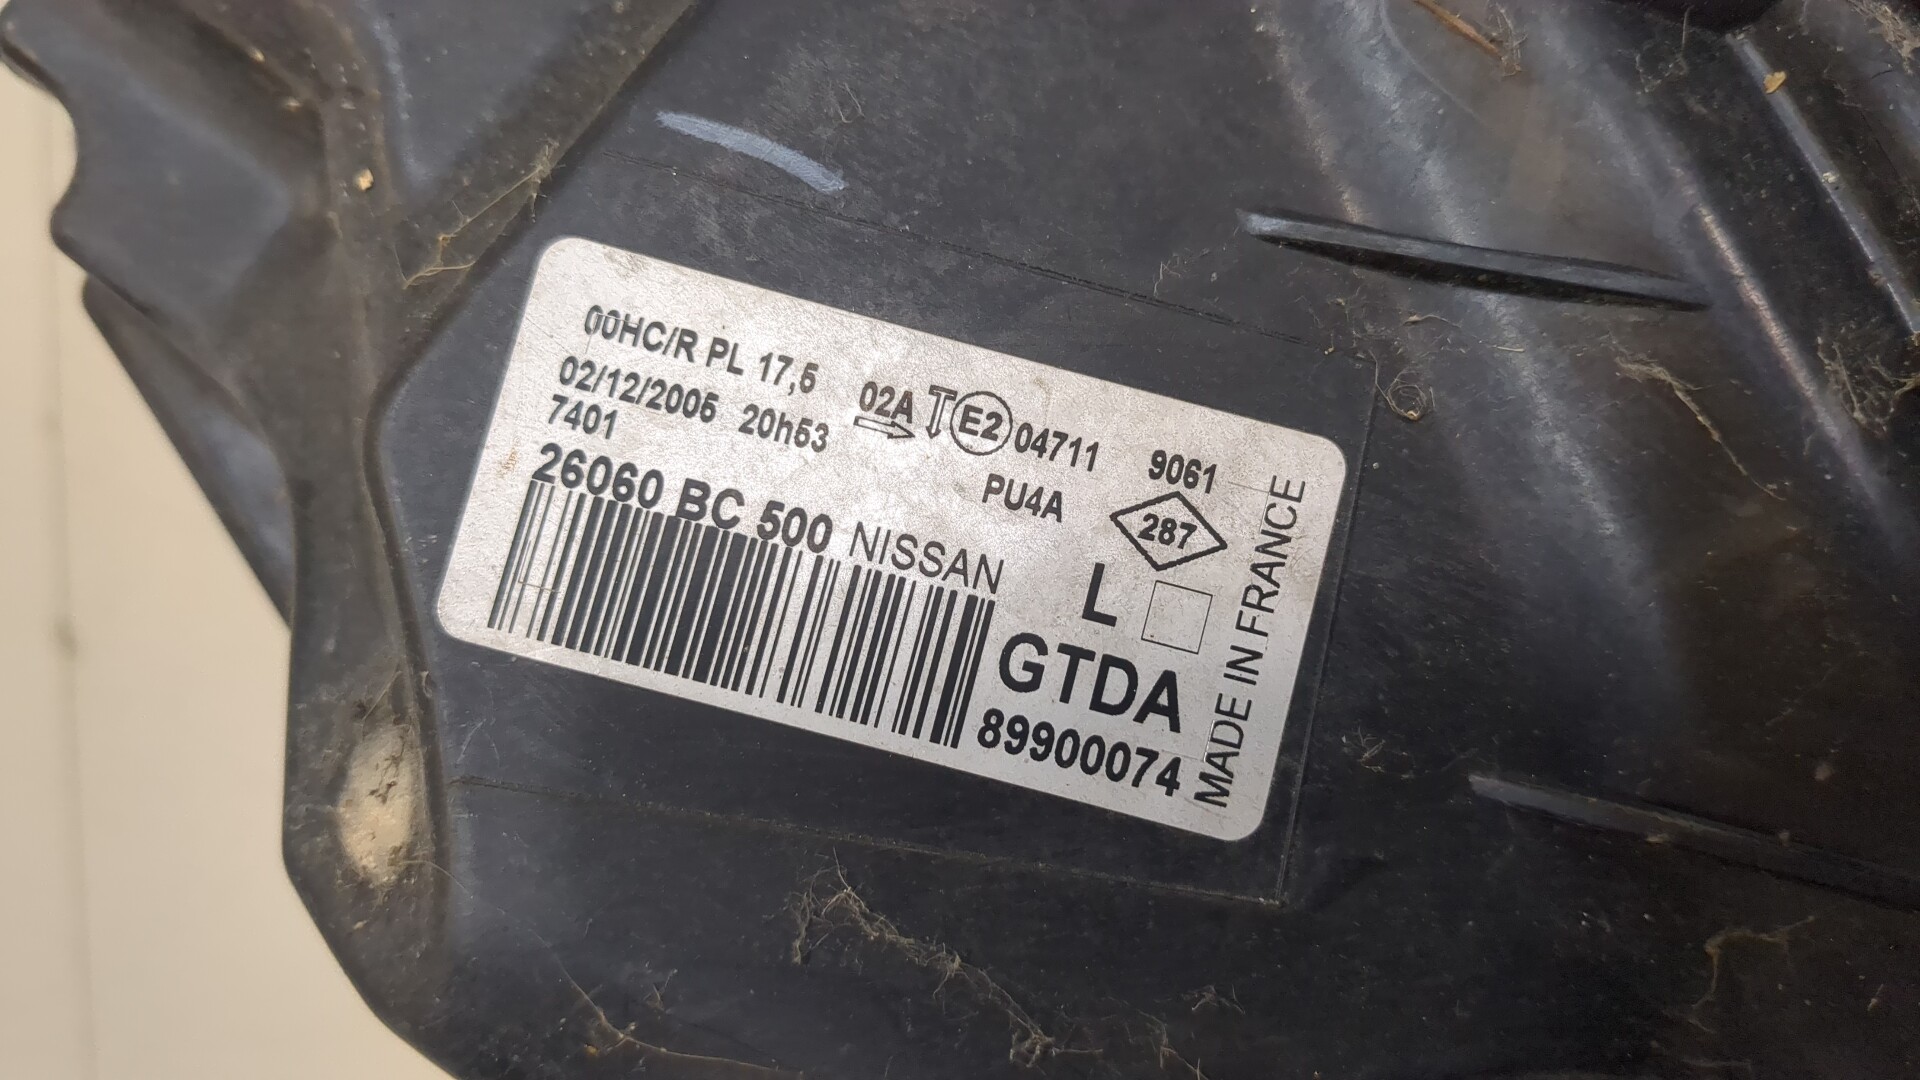 00HC/R PL 17,5
02/12/2005 20h53
7401
02A E2 04711
PU4A
9061
287
26060 BC 500 NISSAN
L
GTDA
89900074
MADE IN FRANCE